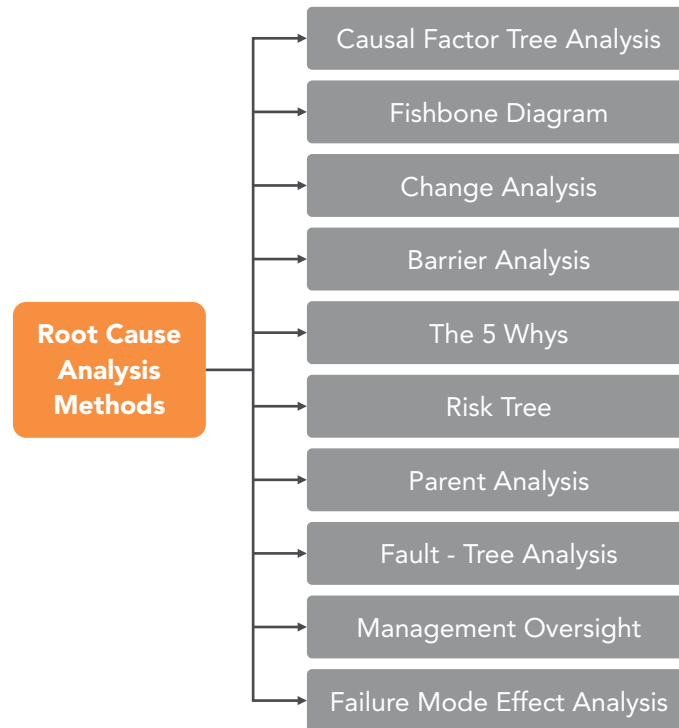 Causal Factor Tree Analysis
Fishbone Diagram
Change Analysis
Barrier Analysis
The 5 Whys
Root Cause
Analysis
Methods
Risk Tree
Parent Analysis
Fault - Tree Analysis
Management Oversight
Failure Mode Effect Analysis